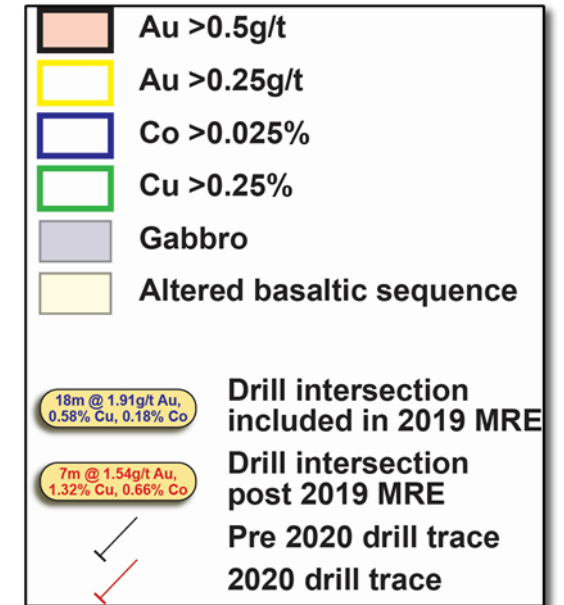 Au >0.5g/t
Au >0.25g/t
Co >0.025%
Cu >0.25%
Gabbro
Altered basaltic sequence
18m @ 1.91g/t Au,
0.58% Cu, 0.18% Co
Drill intersection
included in 2019 MRE
7m @ 1.54g/t Au,
1.32% Cu, 0.66% Co
Drill intersection
post 2019 MRE
Pre 2020 drill trace
2020 drill trace